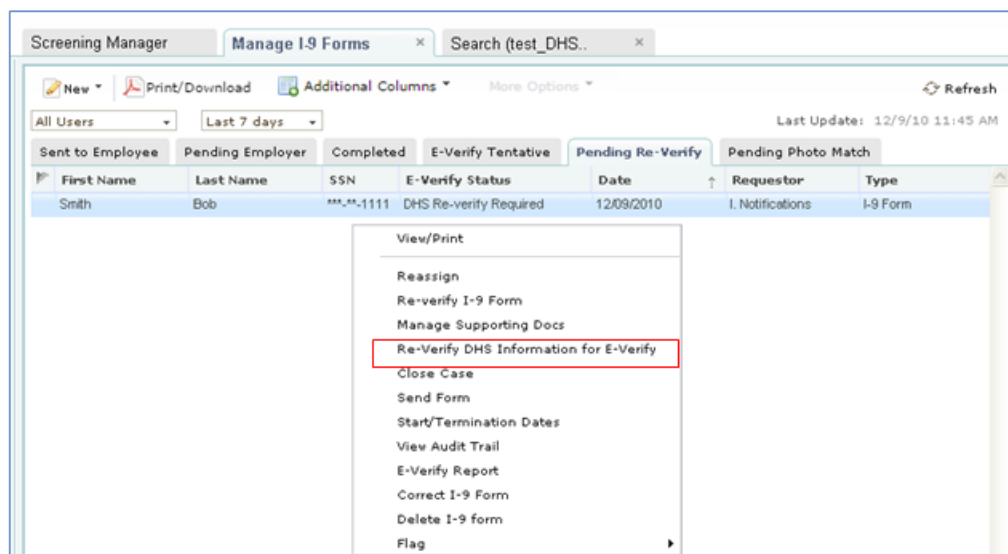 Screening Manager Manage I-9 Forms × Search (test_DHS.. ×
New Print/Download Additional Columns More Options Refresh
All Users Last 7 days Last Update: 12/9/10 11:45 AM
Sent to Employee Pending Employer Completed E-Verify Tentative Pending Re-Verify Pending Photo Match
First Name Last Name SSN E-Verify Status Date ↑ Requestor Type
Smith Bob ***-**-1111 DHS Re-verify Required 12/09/2010 I. Notifications I-9 Form
View/Print
Reassign
Re-verify I-9 Form
Manage Supporting Docs
Re-Verify DHS Information for E-Verify
Close Case
Send Form
Start/Termination Dates
View Audit Trail
E-Verify Report
Correct I-9 Form
Delete I-9 form
Flag